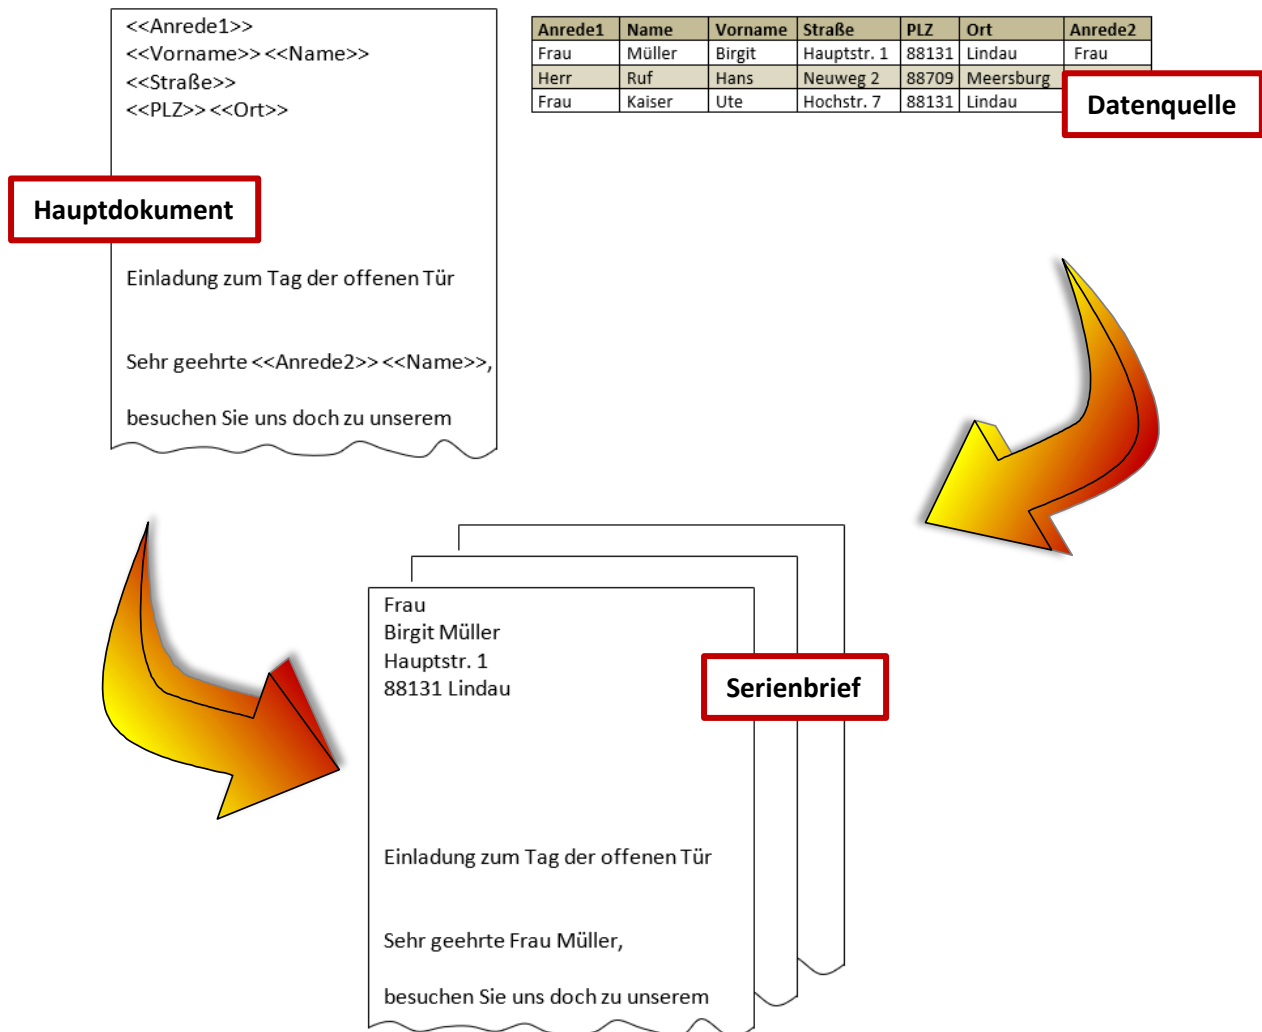 <<Anrede1>>
<<Vorname>> <<Name>>
<<Straße>>
<<PLZ>> <<Ort>>
Hauptdokument
Einladung zum Tag der offenen Tür
Sehr geehrte <<Anrede2>> <<Name>>,
besuchen Sie uns doch zu unserem
Anrede1 Name Vorname Straße PLZ Ort Anrede2
Frau Müller Birgit Hauptstr. 1 88131 Lindau Frau
Herr Ruf Hans Neuweg 2 88709 Meersburg
Frau Kaiser Ute Hochstr. 7 88131 Lindau
Datenquelle
Frau
Birgit Müller
Hauptstr. 1
88131 Lindau
Serienbrief
Einladung zum Tag der offenen Tür
Sehr geehrte Frau Müller,
besuchen Sie uns doch zu unserem